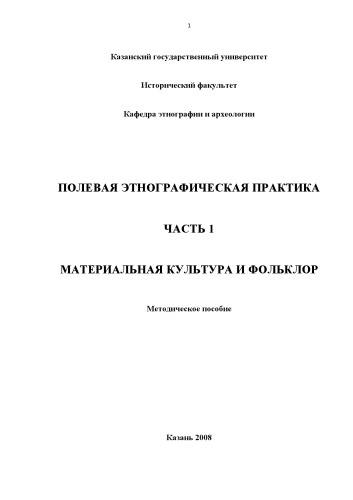 1
Казанский государственный университет
Исторический факультет
Кафедра этнографии и археологии
ПОЛЕВАЯ ЭТНОГРАФИЧЕСКАЯ ПРАКТИКА
ЧАСТЬ 1
МАТЕРИАЛЬНАЯ КУЛЬТУРА И ФОЛЬКЛОР
Методическое пособие
Казань 2008